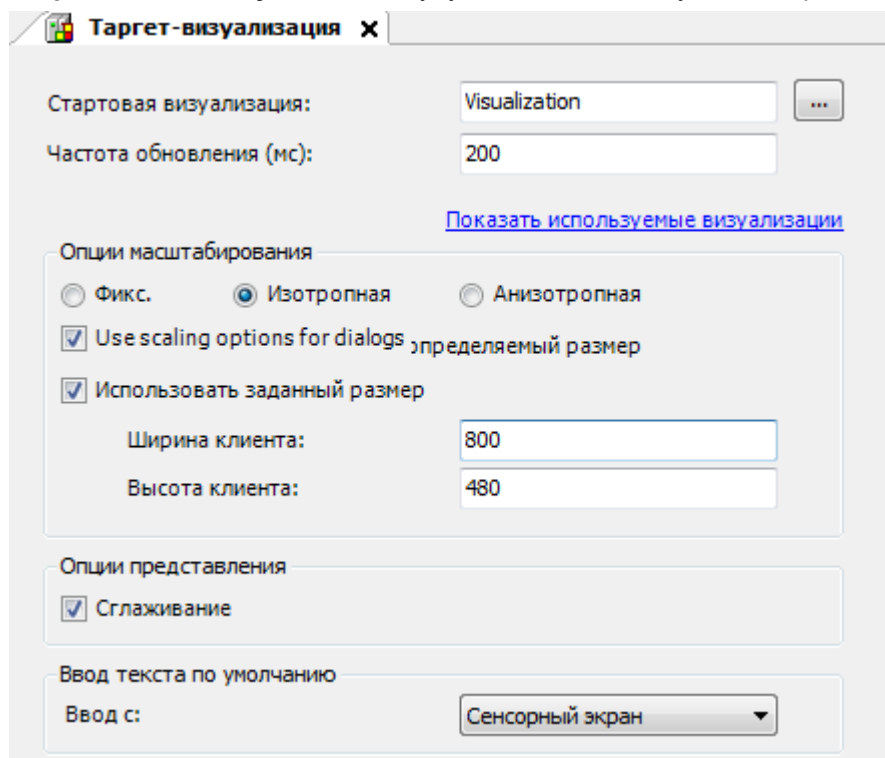 Таргет-визуализация
Стартовая визуализация: Visualization ...
Частота обновления (мс): 200
Показать используемые визуализации
Опции масштабирования
Фикс. Изотропная Анизотропная
Use scaling options for dialogs определяемый размер
Использовать заданный размер
Ширина клиента: 800
Высота клиента: 480
Опции представления
Сглаживание
Ввод текста по умолчанию
Ввод с: Сенсорный экран